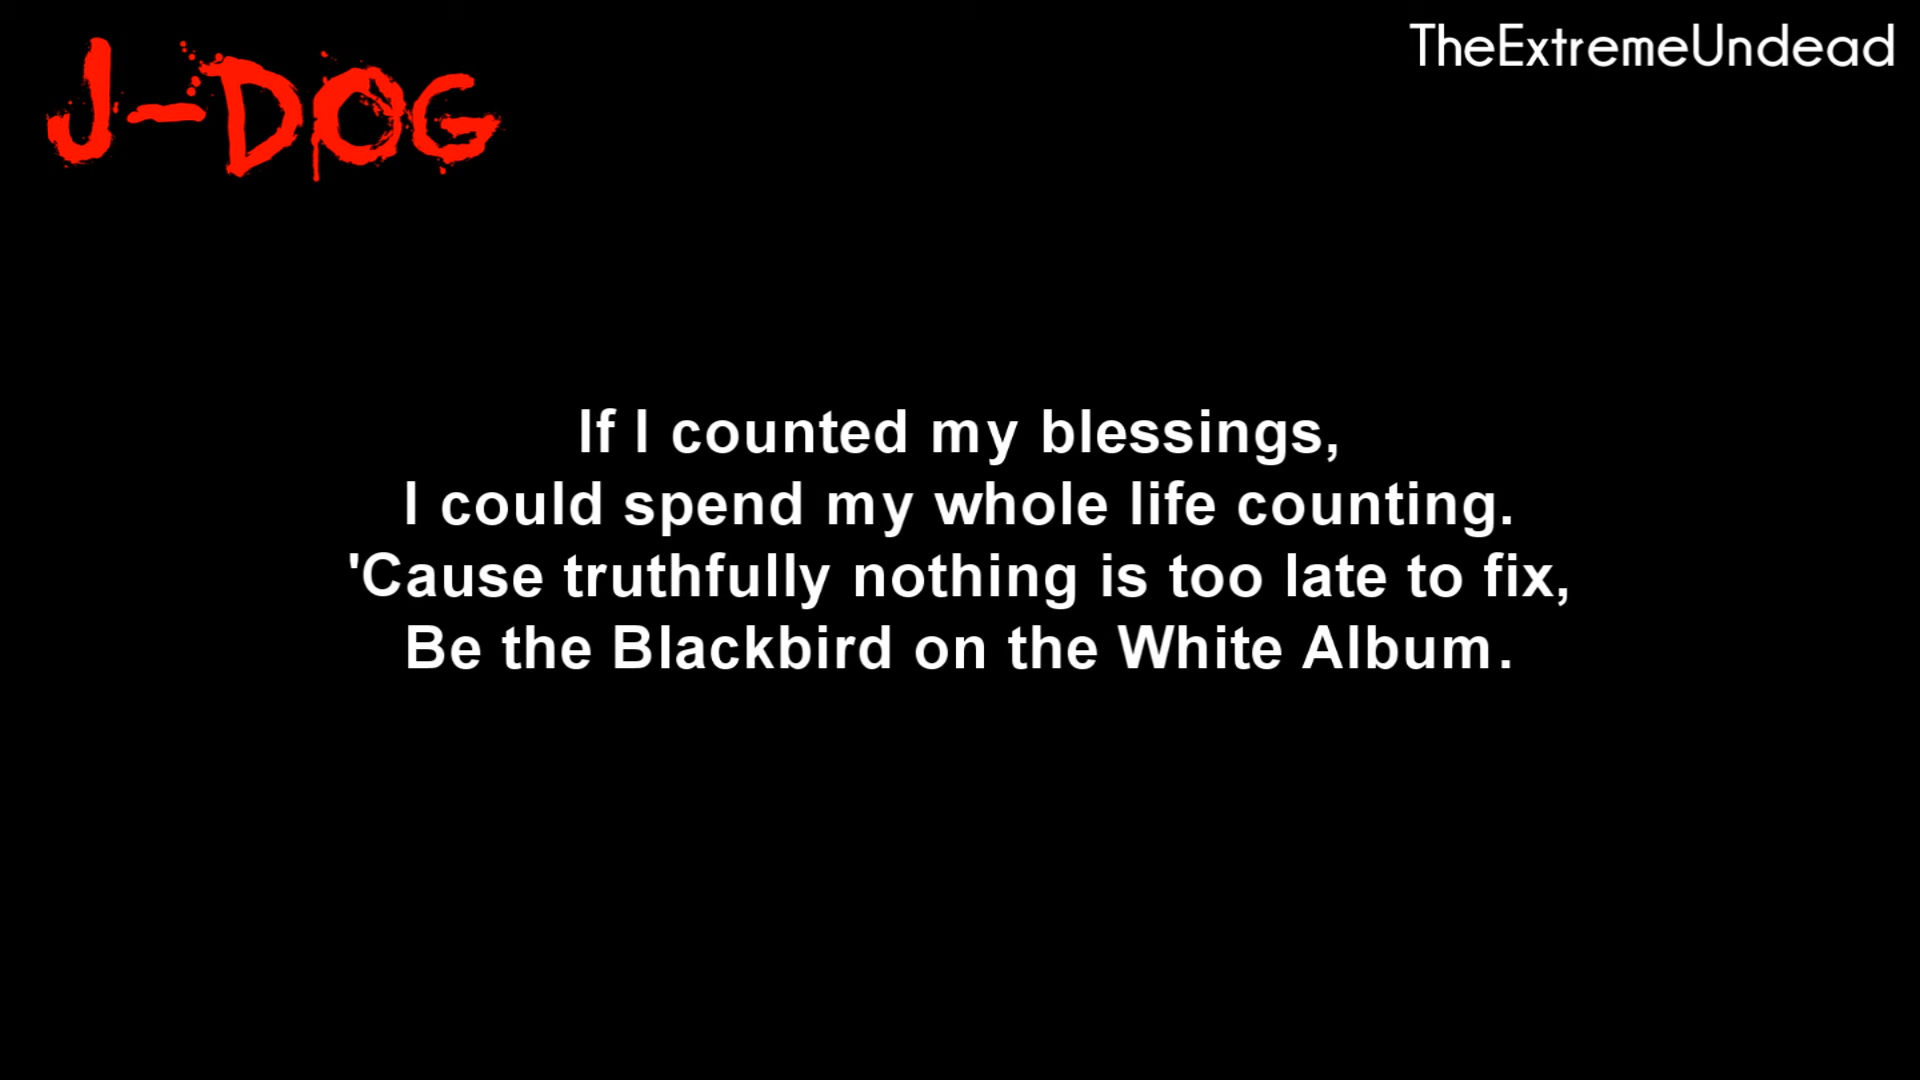 J-DOG
TheExtremeUndead
If I counted my blessings,
I could spend my whole life counting.
'Cause truthfully nothing is too late to fix,
Be the Blackbird on the White Album.